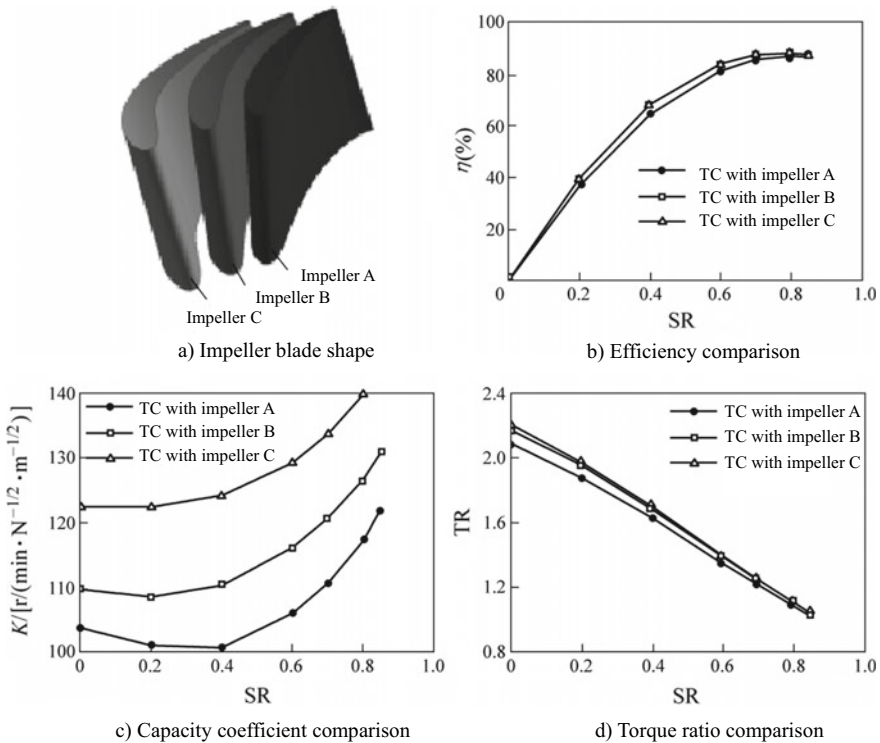 Impeller A
Impeller B
Impeller C
a) Impeller blade shape
100
80
60
40
20
0
η(%)
TC with impeller A
TC with impeller B
TC with impeller C
0 0.2 0.4 0.6 0.8 1.0
SR
b) Efficiency comparison
140
130
120
110
100
K/[r/(min·N⁻¹/²·m⁻¹/²)]
TC with impeller A
TC with impeller B
TC with impeller C
0 0.2 0.4 0.6 0.8 1.0
SR
c) Capacity coefficient comparison
2.4
2.0
1.6
1.2
0.8
TR
TC with impeller A
TC with impeller B
TC with impeller C
0 0.2 0.4 0.6 0.8 1.0
SR
d) Torque ratio comparison